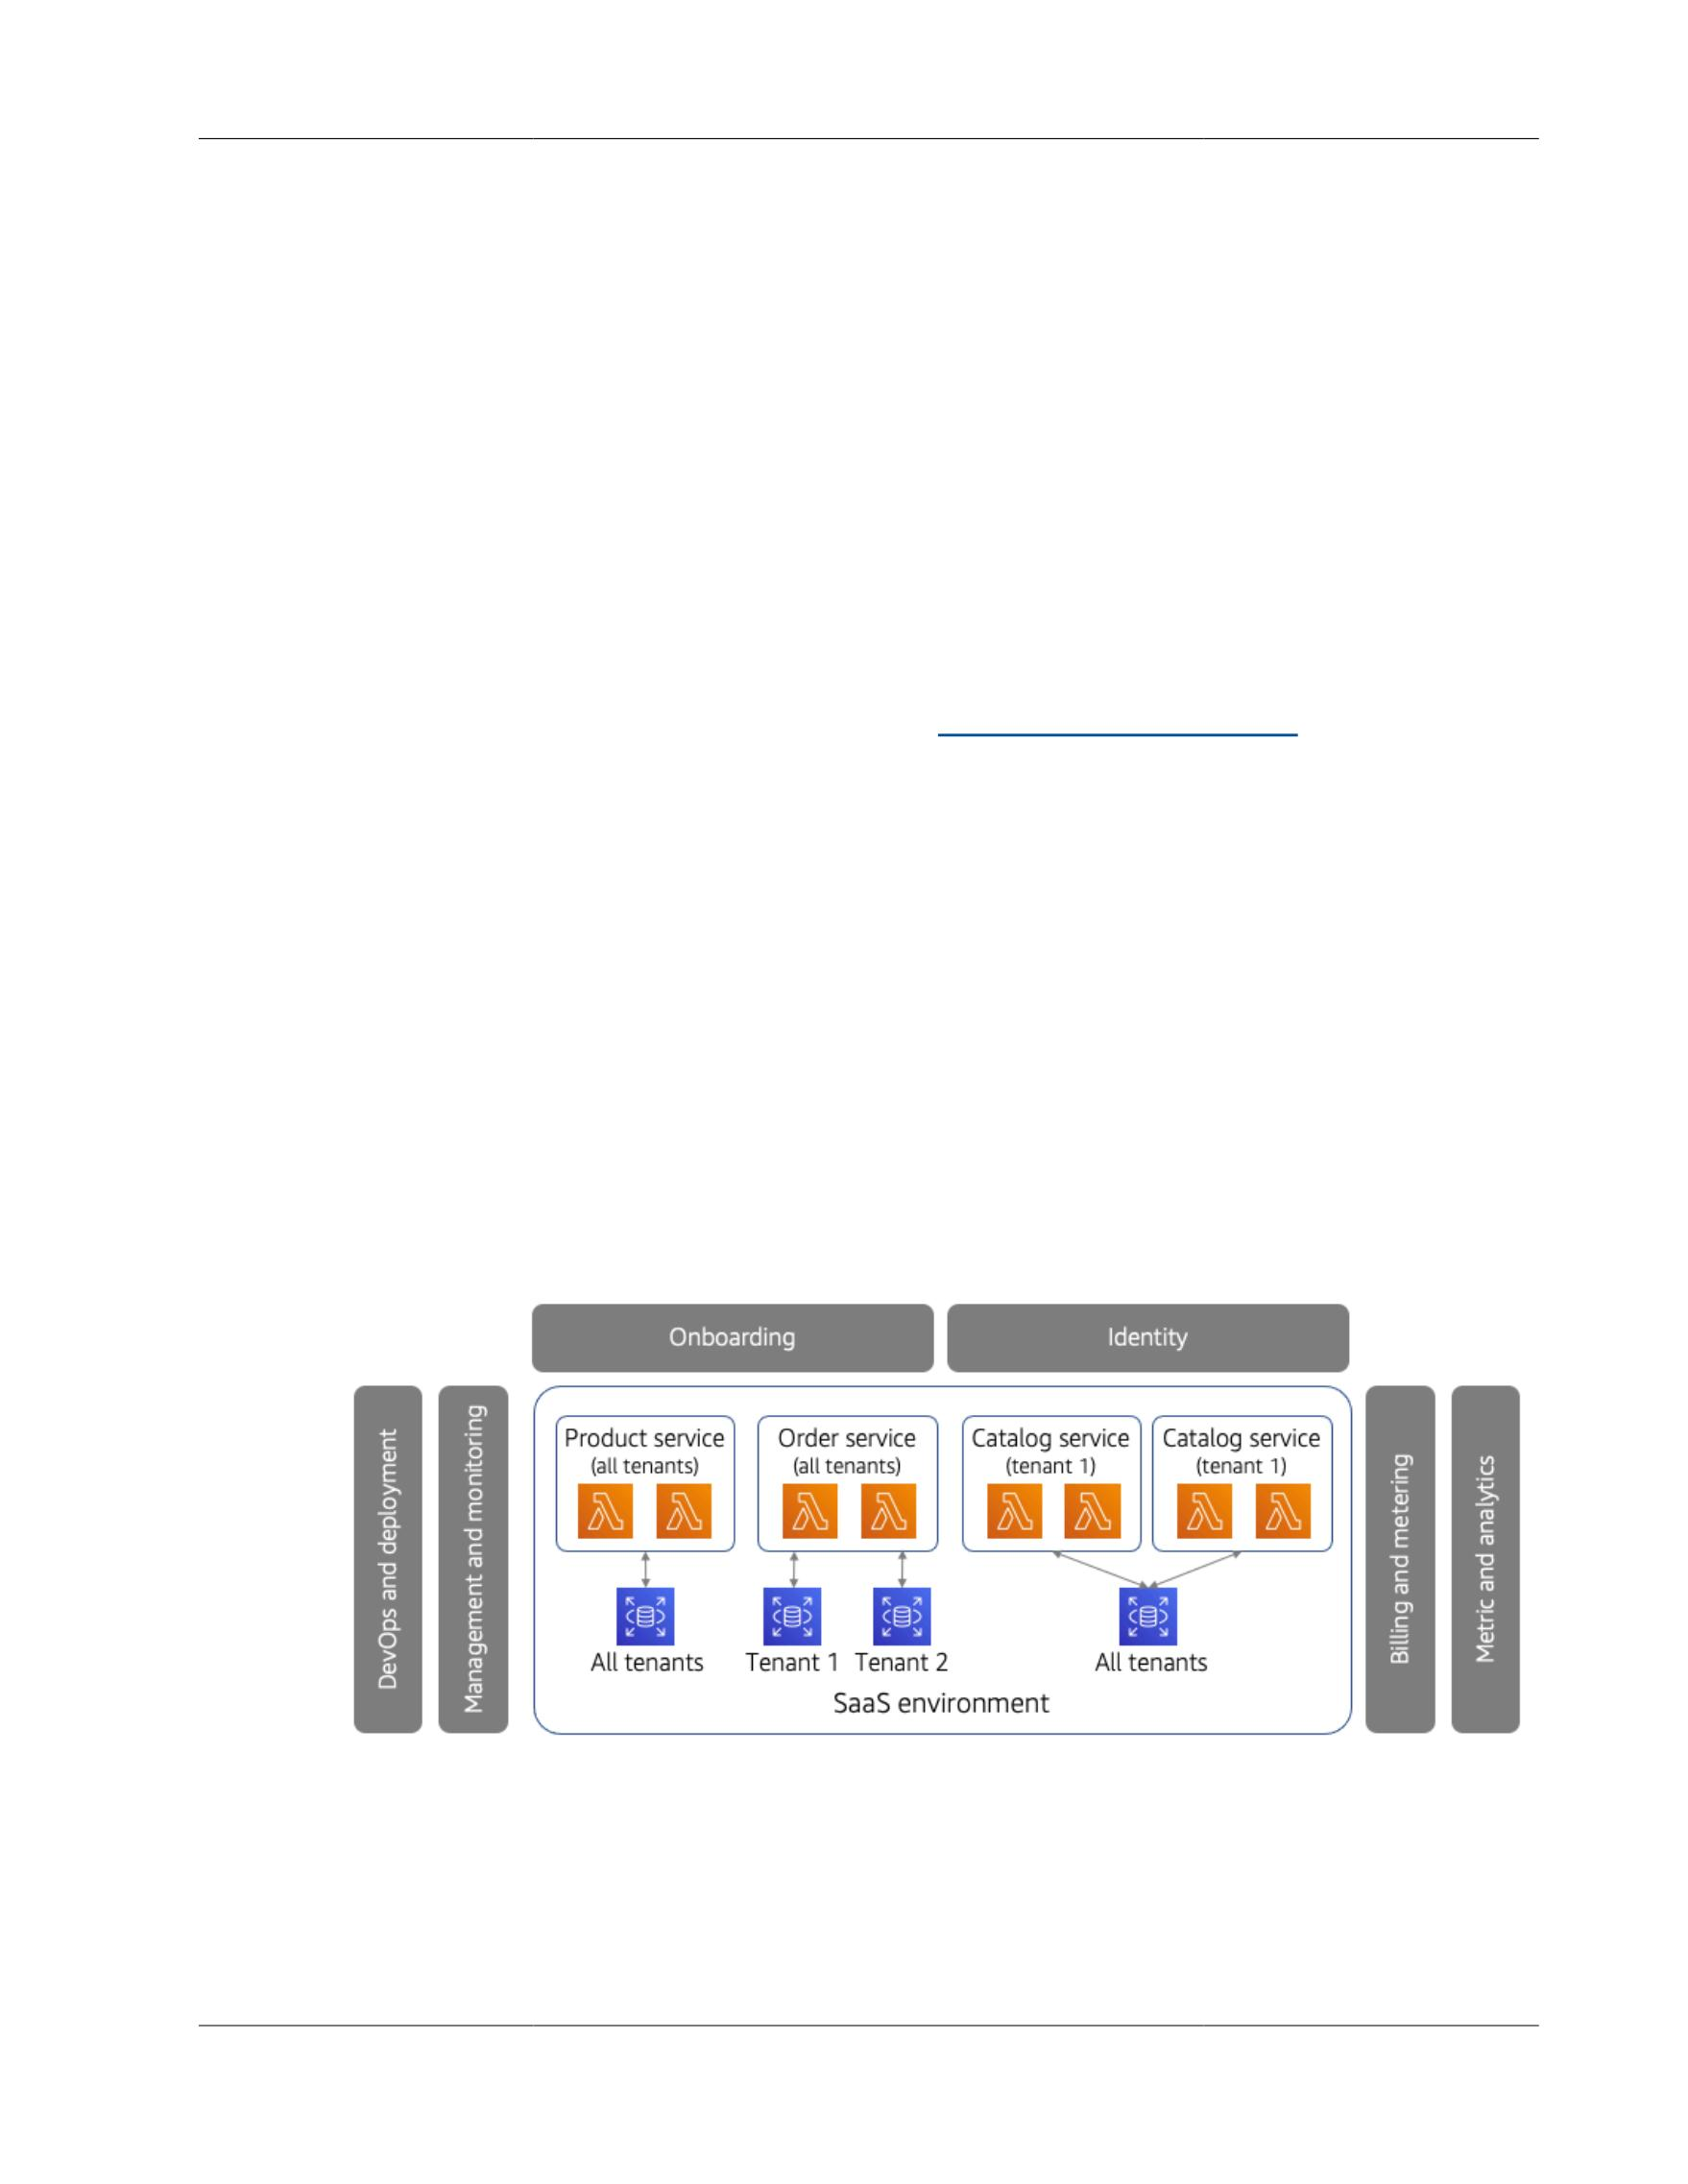 Onboarding
Identity
DevOps and deployment
Management and monitoring
Product service
(all tenants)
Order service
(all tenants)
Catalog service
(tenant 1)
Catalog service
(tenant 1)
All tenants
Tenant 1
Tenant 2
All tenants
SaaS environment
Billing and metering
Metric and analytics